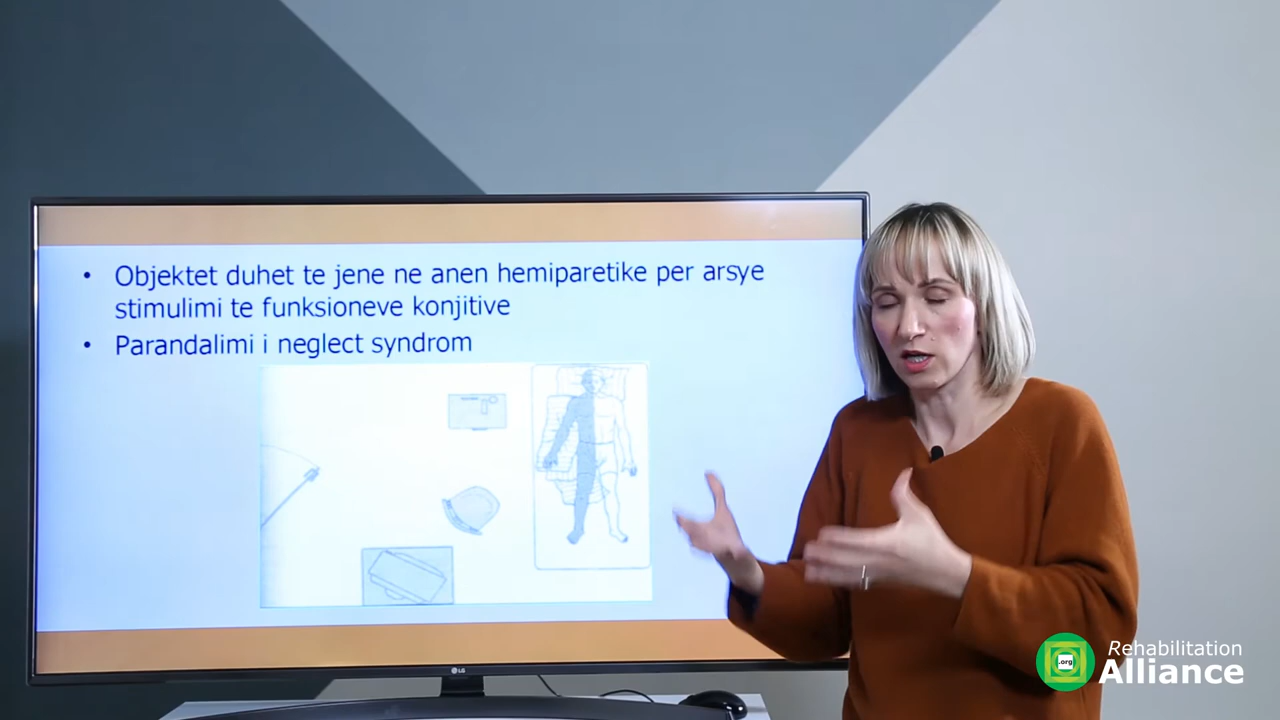 • Objektet duhet te jene ne anen hemiparetike per arsye
stimulimi te funksioneve konjitive
• Parandalimi i neglect syndrom
LG
.org
Rehabilitation
Alliance